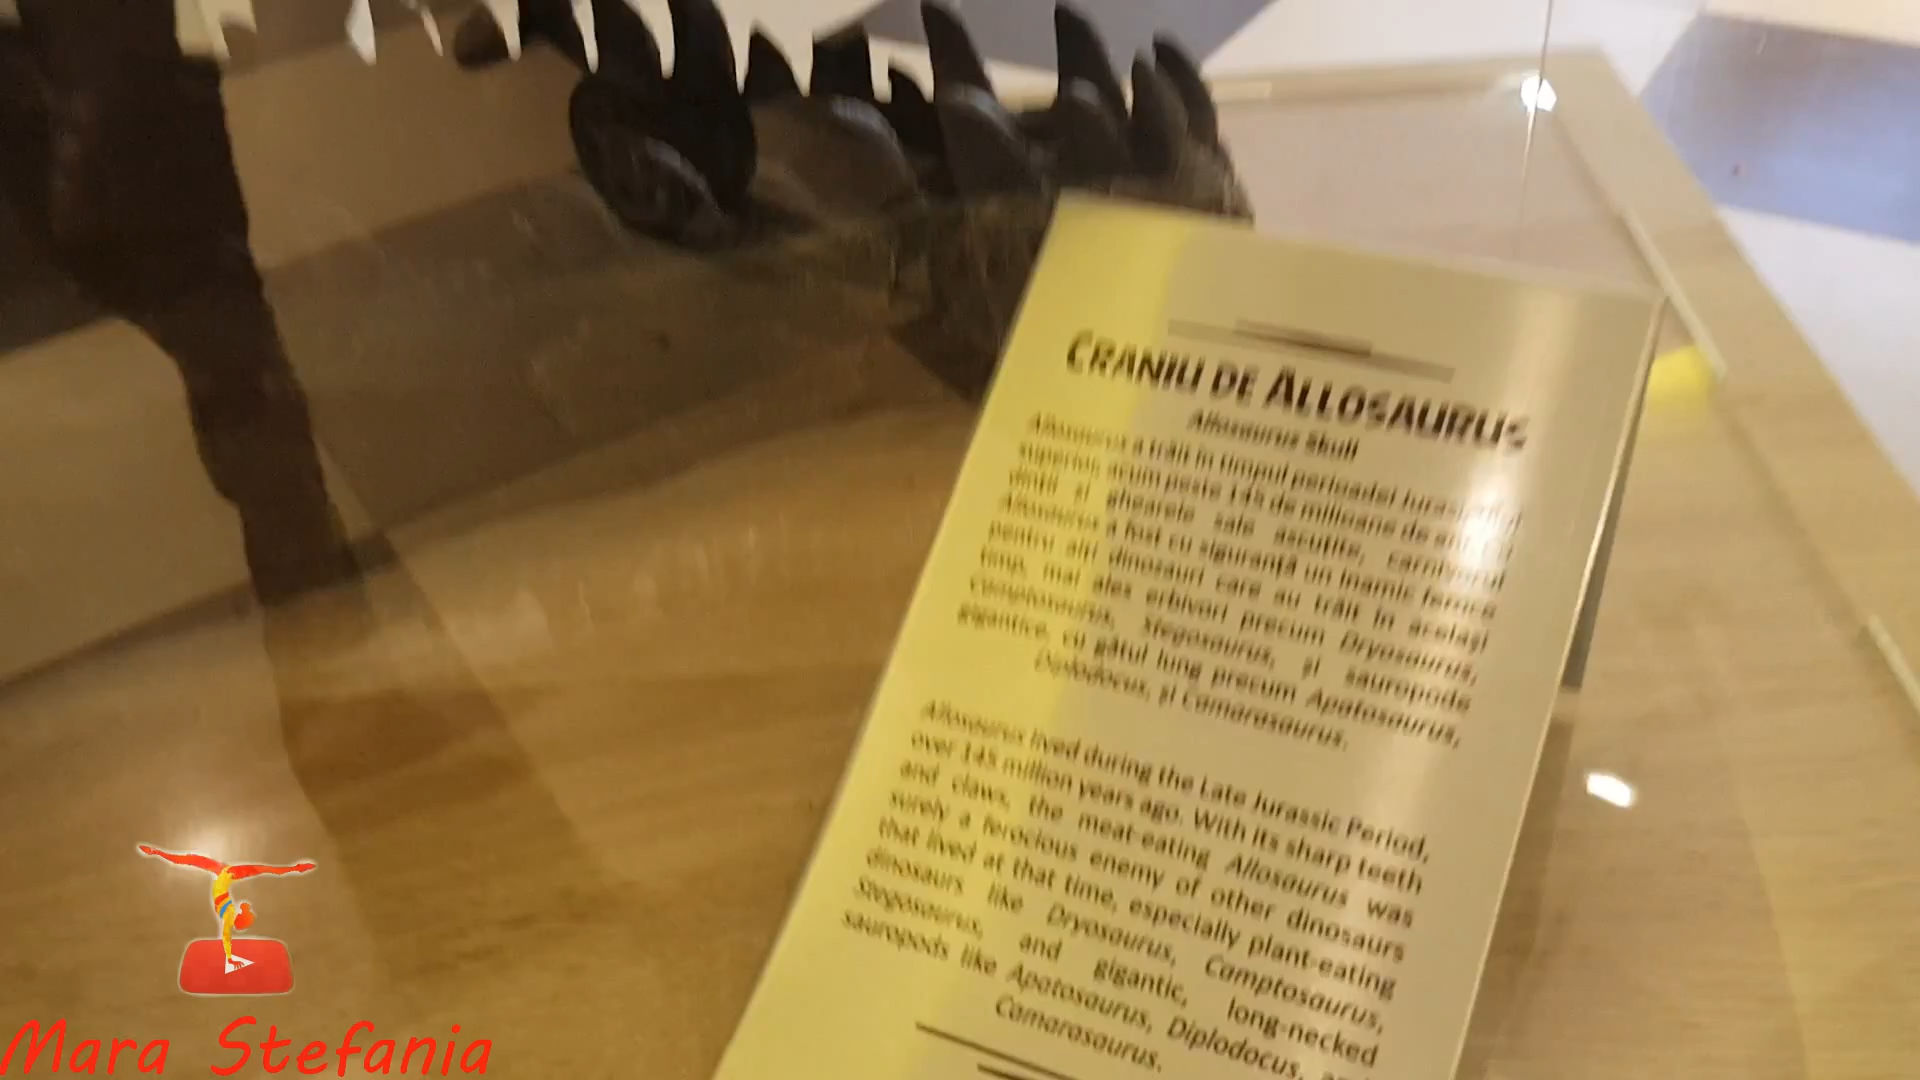 CRANIU DE ALLOSAURUS
Allosaurus Skull
Allosaurus a trăit în timpul perioadei Jurasicului
superior, acum peste 145 de milioane de ani. Cu
dinții și ghearele sale ascuțite, carnivorul
Allosaurus a fost cu siguranță un inamic feroce
pentru alți dinozauri care au trăit în același
timp, mai ales erbivori precum Dryosaurus,
Camptosaurus, Stegosaurus, și sauropode
gigantice, cu gâtul lung precum Apatosaurus,
Diplodocus, și Camarasaurus.
Allosaurus lived during the Late Jurassic Period,
over 145 million years ago. With its sharp teeth
and claws, the meat-eating Allosaurus was
surely a ferocious enemy of other dinosaurs
that lived at that time, especially plant-eating
dinosaurs like Dryosaurus, Camptosaurus,
Stegosaurus, and gigantic, long-necked
sauropods like Apatosaurus, Diplodocus, and
Camarasaurus.
Mara Stefania